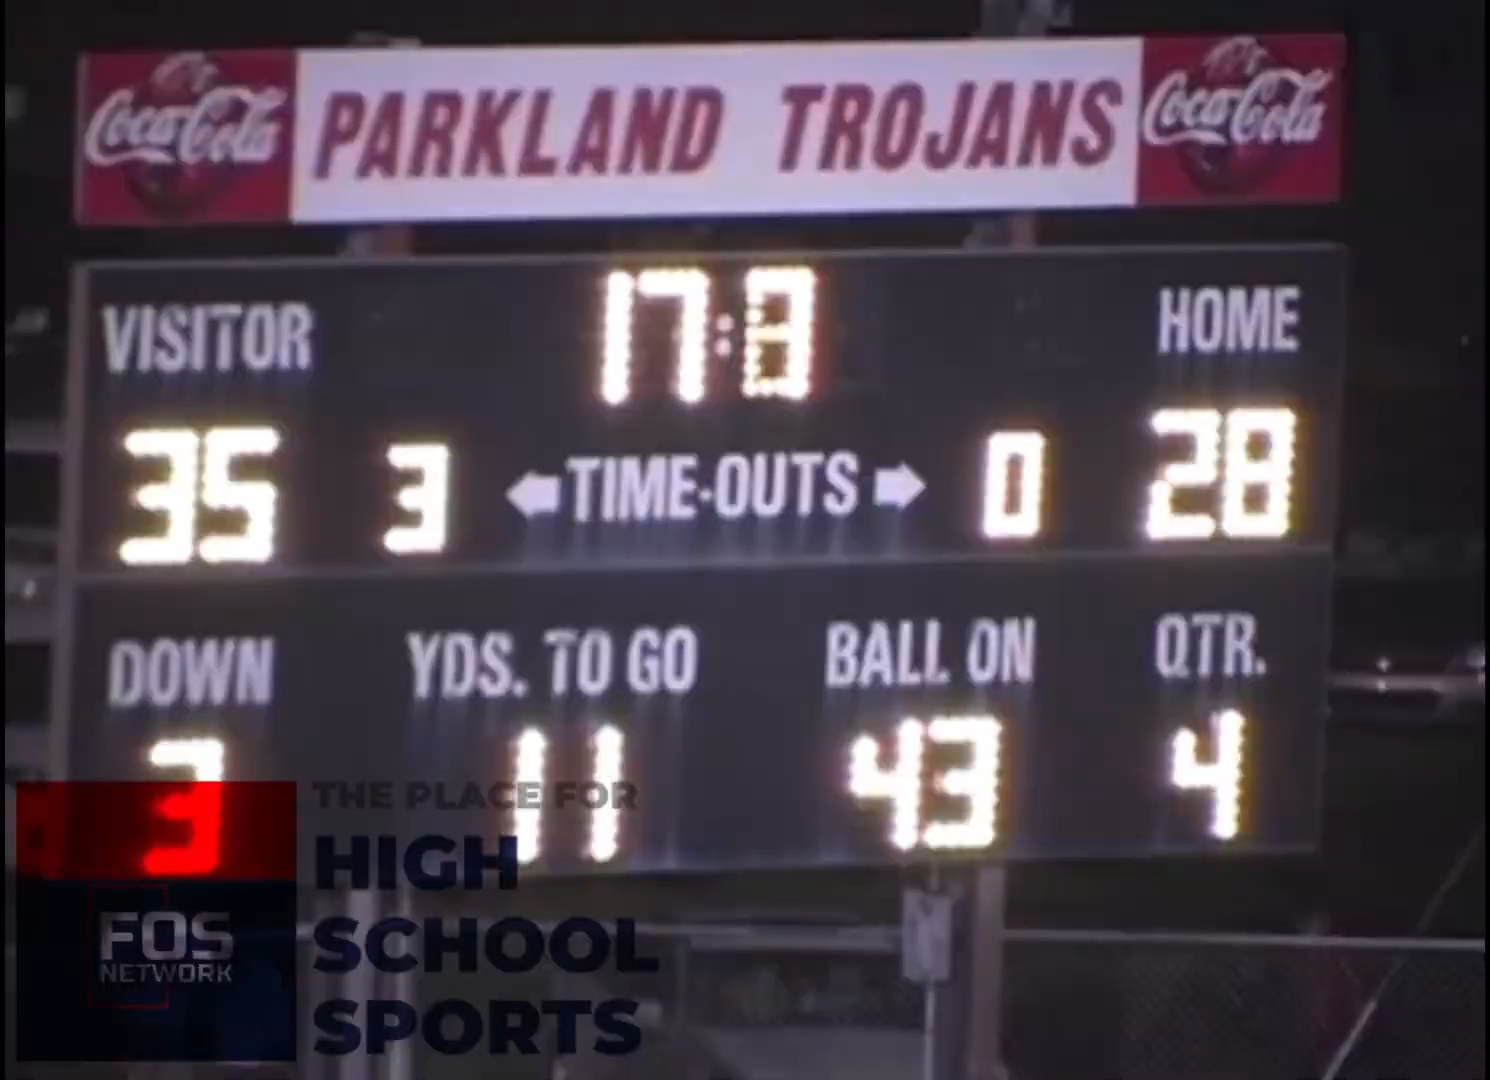 Coca-Cola PARKLAND TROJANS Coca-Cola
VISITOR HOME
35 3 TIME-OUTS 0 28
DOWN YDS. TO GO BALL ON QTR.
3 11 43 4
THE PLACE FOR
HIGH
SCHOOL
SPORTS
FOS
NETWORK